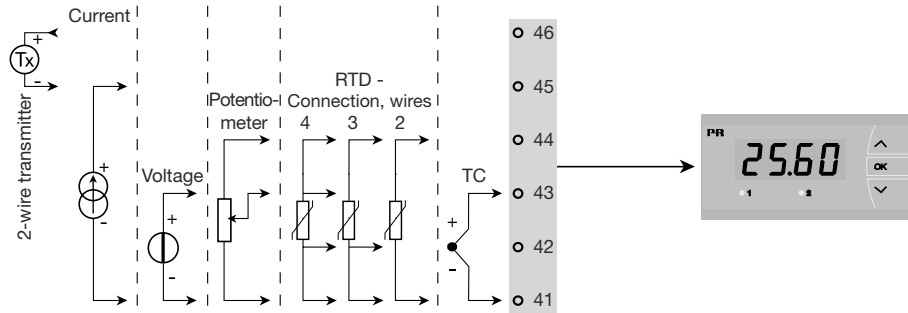 Current
+
Tx
-
2-wire transmitter
+
-
Voltage
+
-
Potentio-
meter
RTD -
Connection, wires
4 3 2
TC
+
-
46
45
44
43
42
41
PR
25.60
OK
1 2